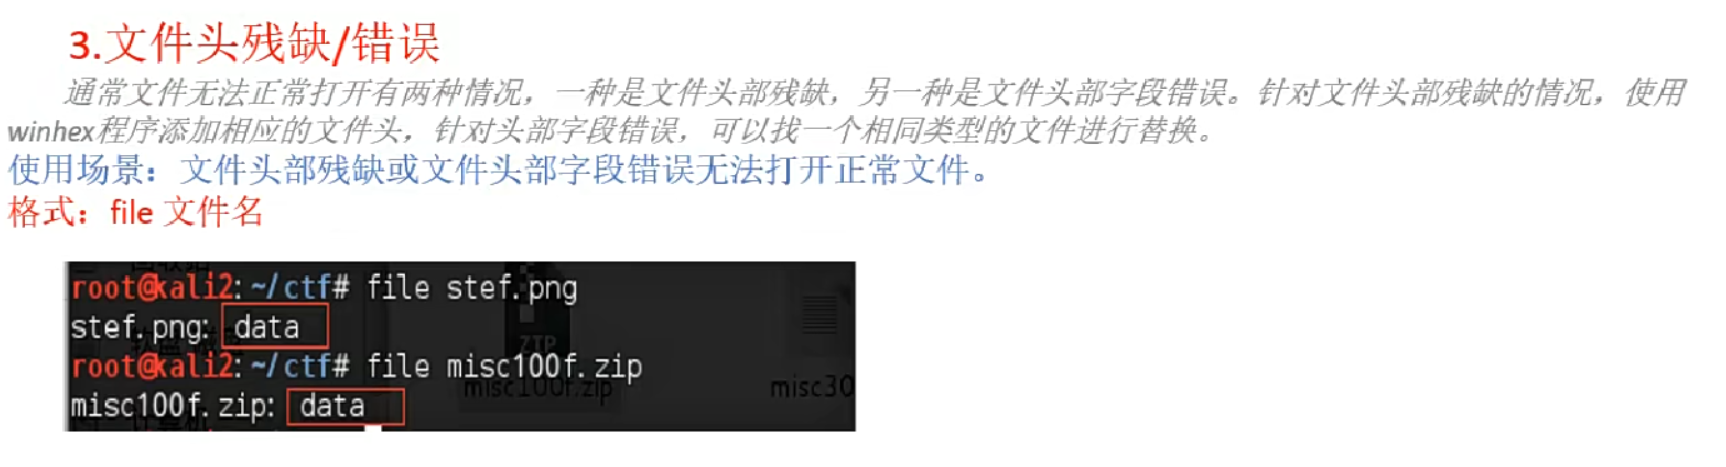 3.文件头残缺/错误
通常文件无法正常打开有两种情况，一种是文件头部残缺，另一种是文件头部字段错误。针对文件头部残缺的情况，使用
winhex程序添加相应的文件头，针对头部字段错误，可以找一个相同类型的文件进行替换。
使用场景：文件头部残缺或文件头部字段错误无法打开正常文件。
格式：file 文件名
root@kali2:~/ctf# file stef.png
stef.png: data
root@kali2:~/ctf# file misc100f.zip
misc100f.zip: data
ZIP
misc100f.zip
misc30